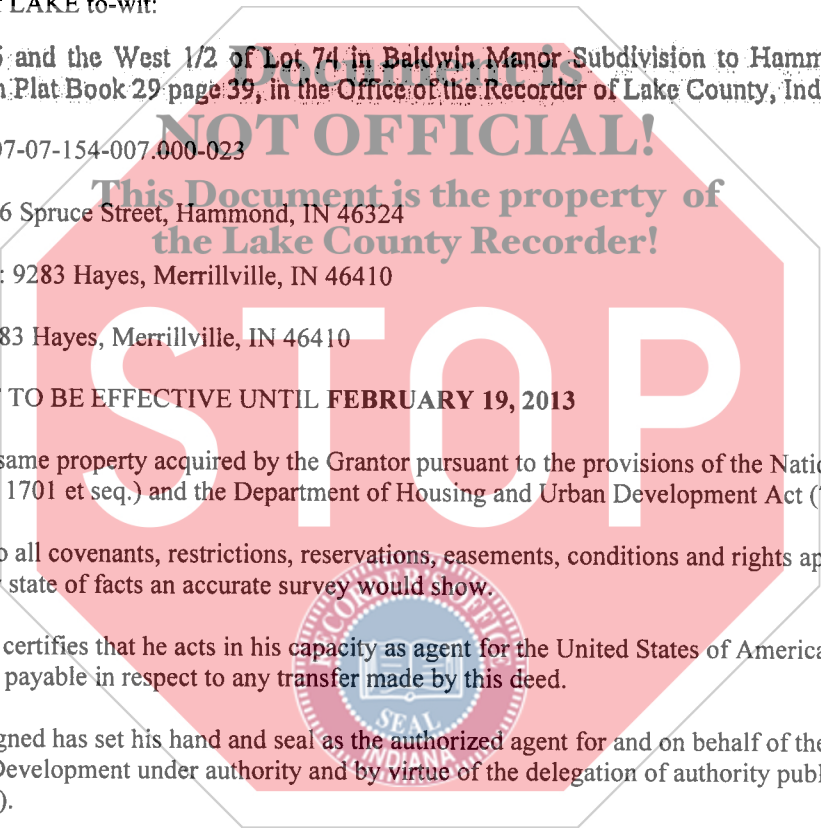 LAKE to-wit:
and the West 1/2 of Lot 74 in Baldwin Manor Subdivision to Hamm
Plat Book 29 page 39, in the Office of the Recorder of Lake County, Ind
Document is
NOT OFFICIAL!
07-07-154-007.000-023
This Document is the property of
6 Spruce Street, Hammond, IN 46324
the Lake County Recorder!
: 9283 Hayes, Merrillville, IN 46410
83 Hayes, Merrillville, IN 46410
STOP
TO BE EFFECTIVE UNTIL FEBRUARY 19, 2013
same property acquired by the Grantor pursuant to the provisions of the Natio
1701 et seq.) and the Department of Housing and Urban Development Act (
o all covenants, restrictions, reservations, easements, conditions and rights ap
state of facts an accurate survey would show.
certifies that he acts in his capacity as agent for the United States of America
payable in respect to any transfer made by this deed.
gned has set his hand and seal as the authorized agent for and on behalf of the
Development under authority and by virtue of the delegation of authority publ
).
RECORDER'S OFFICE
SEAL
INDIANA